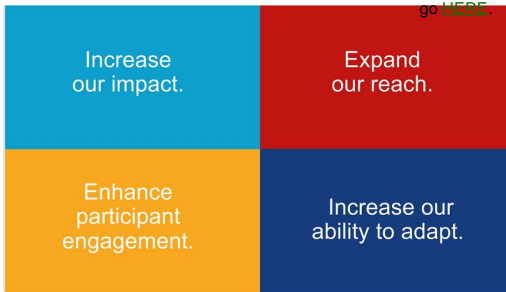 go HERE.
Increase
our impact.
Expand
our reach.
Enhance
participant
engagement.
Increase our
ability to adapt.